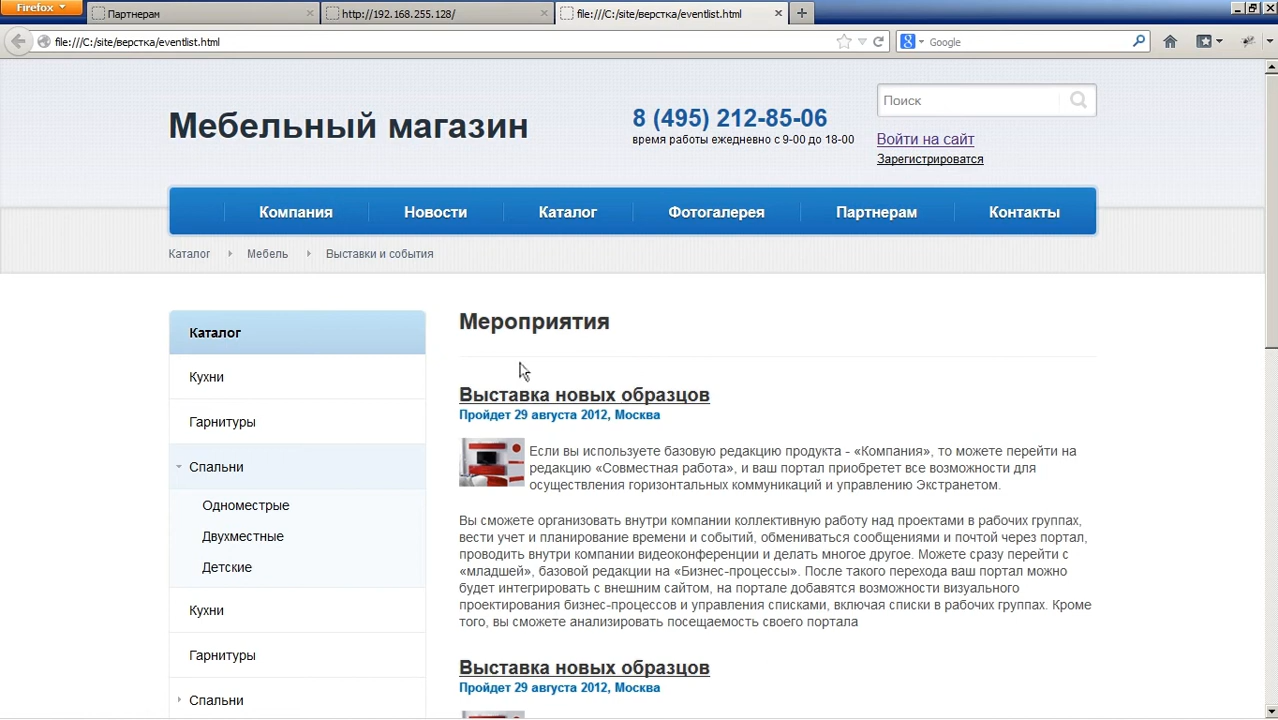 Firefox
Партнерам
http://192.168.255.128/
file:///C:/site/верстка/eventlist.html
file:///C:/site/верстка/eventlist.html
Google
Мебельный магазин
8 (495) 212-85-06
время работы ежедневно с 9-00 до 18-00
Поиск
Войти на сайт
Зарегистрироватся
Компания
Новости
Каталог
Фотогалерея
Партнерам
Контакты
Каталог
Мебель
Выставки и события
Каталог
Кухни
Гарнитуры
Спальни
Одноместрые
Двухместные
Детские
Кухни
Гарнитуры
Спальни
Мероприятия
Выставка новых образцов
Пройдет 29 августа 2012, Москва
Если вы используете базовую редакцию продукта - «Компания», то можете перейти на
редакцию «Совместная работа», и ваш портал приобретет все возможности для
осуществления горизонтальных коммуникаций и управлению Экстранетом.
Вы сможете организовать внутри компании коллективную работу над проектами в рабочих группах,
вести учет и планирование времени и событий, обмениваться сообщениями и почтой через портал,
проводить внутри компании видеоконференции и делать многое другое. Можете сразу перейти с
«младшей», базовой редакции на «Бизнес-процессы». После такого перехода ваш портал можно
будет интегрировать с внешним сайтом, на портале добавятся возможности визуального
проектирования бизнес-процессов и управления списками, включая списки в рабочих группах. Кроме
того, вы сможете анализировать посещаемость своего портала
Выставка новых образцов
Пройдет 29 августа 2012, Москва